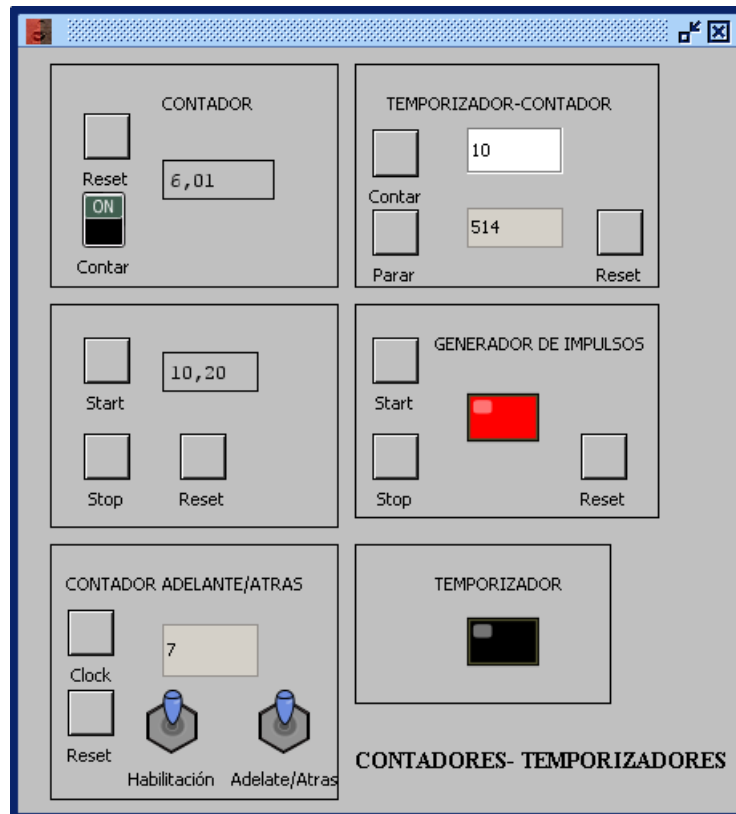 CONTADOR
Reset
6,01
ON
Contar
TEMPORIZADOR-CONTADOR
10
Contar
514
Parar
Reset
10,20
Start
Stop
Reset
GENERADOR DE IMPULSOS
Start
Stop
Reset
CONTADOR ADELANTE/ATRAS
7
Clock
Reset
Habilitación
Adelate/Atras
TEMPORIZADOR
CONTADORES- TEMPORIZADORES